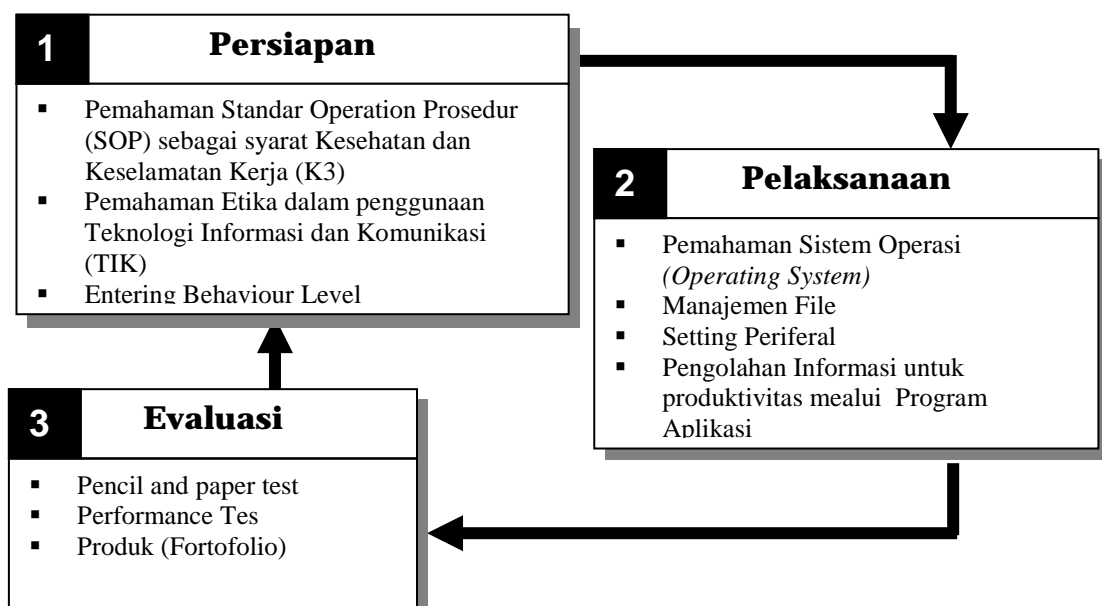 1 Persiapan
▪ Pemahaman Standar Operation Prosedur
(SOP) sebagai syarat Kesehatan dan
Keselamatan Kerja (K3)
▪ Pemahaman Etika dalam penggunaan
Teknologi Informasi dan Komunikasi
(TIK)
▪ Entering Behaviour Level
2 Pelaksanaan
▪ Pemahaman Sistem Operasi
(Operating System)
▪ Manajemen File
▪ Setting Periferal
▪ Pengolahan Informasi untuk
produktivitas mealui Program
Aplikasi
3 Evaluasi
▪ Pencil and paper test
▪ Performance Tes
▪ Produk (Fortofolio)